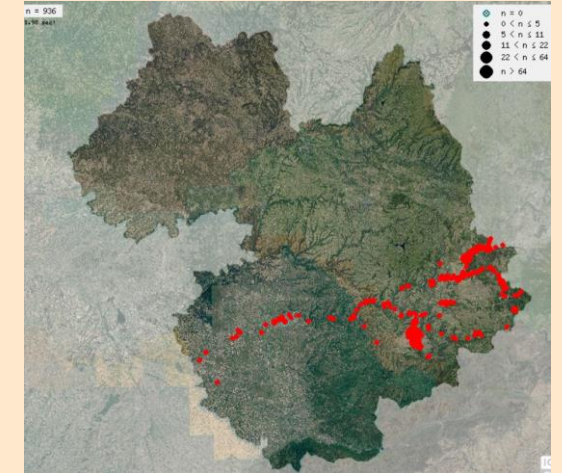 n = 936
n = 0
0 < n ≤ 5
5 < n ≤ 11
11 < n ≤ 22
22 < n ≤ 64
n > 64